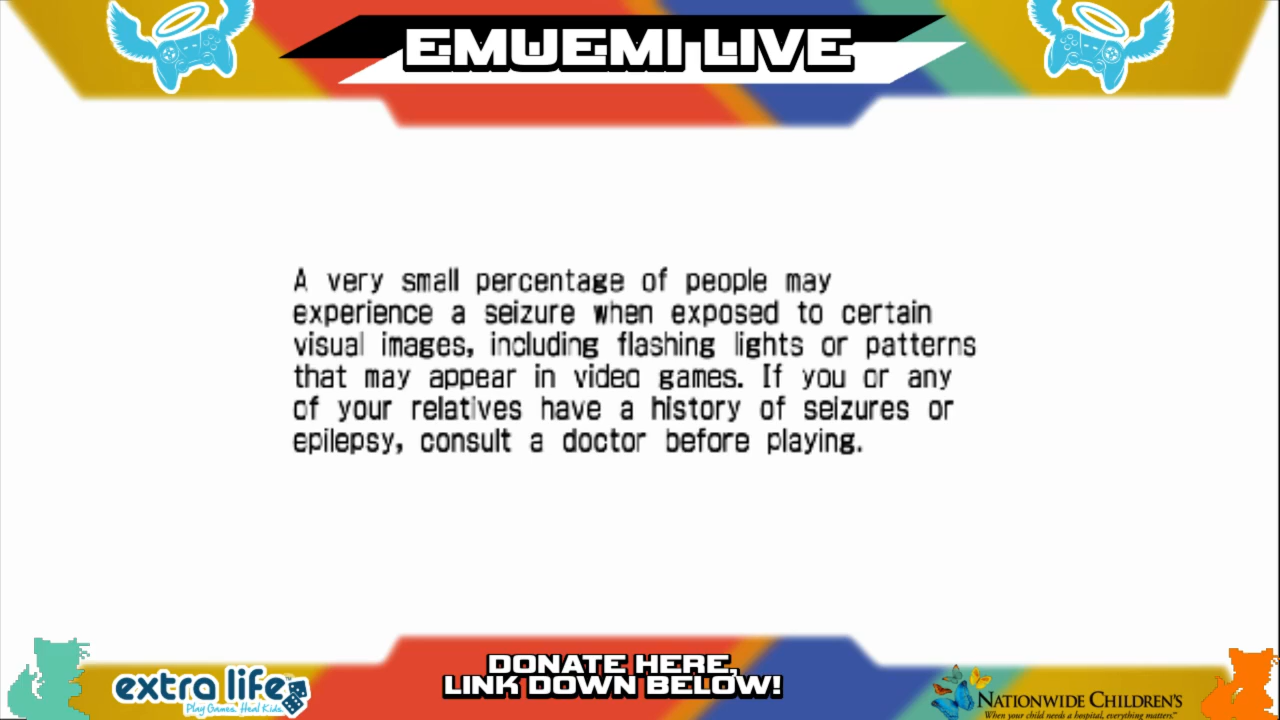 EMUEMI LIVE
A very small percentage of people may
experience a seizure when exposed to certain
visual images, including flashing lights or patterns
that may appear in video games. If you or any
of your relatives have a history of seizures or
epilepsy, consult a doctor before playing.
DONATE HERE,
LINK DOWN BELOW!
extra life
Play Games. Heal Kids.
NATIONWIDE CHILDREN'S
When your child needs a hospital, everything matters.™